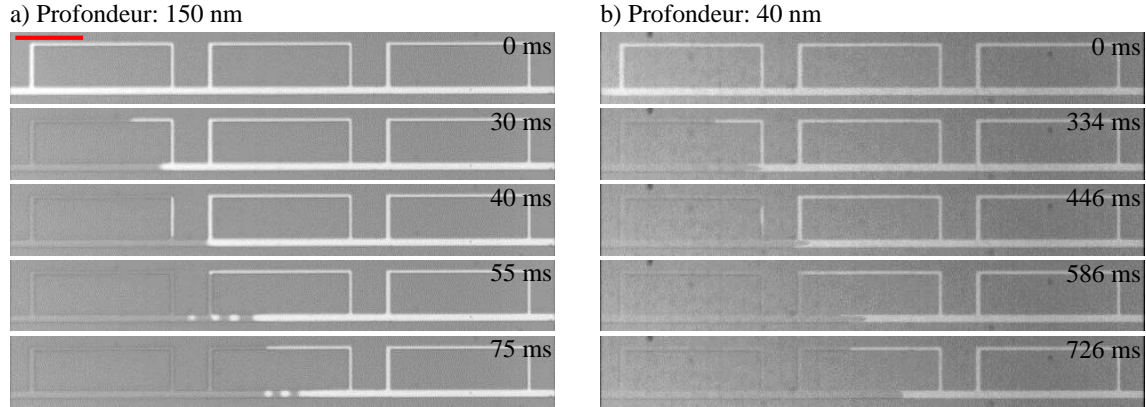 a) Profondeur: 150 nm
0 ms
30 ms
40 ms
55 ms
75 ms
b) Profondeur: 40 nm
0 ms
334 ms
446 ms
586 ms
726 ms